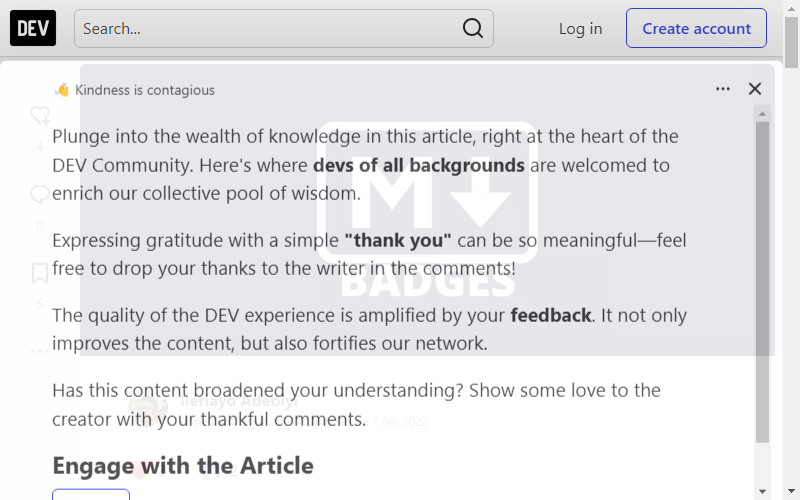 DEV
Search...
Log in
Create account
Kindness is contagious
Plunge into the wealth of knowledge in this article, right at the heart of the
DEV Community. Here's where devs of all backgrounds are welcomed to
enrich our collective pool of wisdom.
Expressing gratitude with a simple "thank you" can be so meaningful—feel
free to drop your thanks to the writer in the comments!
The quality of the DEV experience is amplified by your feedback. It not only
improves the content, but also fortifies our network.
Has this content broadened your understanding? Show some love to the
creator with your thankful comments.
Engage with the Article
4
0
5
M
BADGES
Ileriayo Adebiyi
7 feb 2022